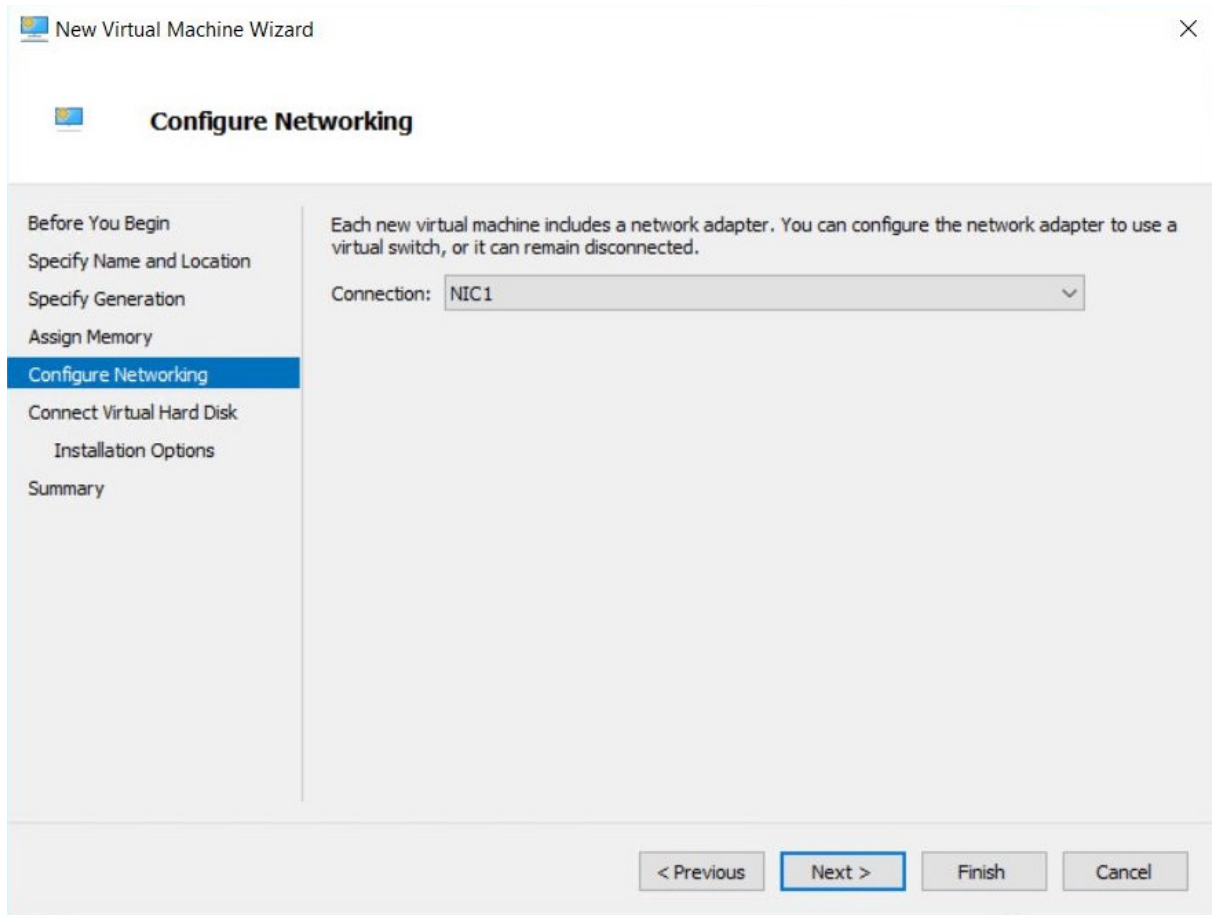 New Virtual Machine Wizard
Configure Networking
Before You Begin
Specify Name and Location
Specify Generation
Assign Memory
Configure Networking
Connect Virtual Hard Disk
Installation Options
Summary
Each new virtual machine includes a network adapter. You can configure the network adapter to use a
virtual switch, or it can remain disconnected.
Connection: NIC1
< Previous
Next >
Finish
Cancel